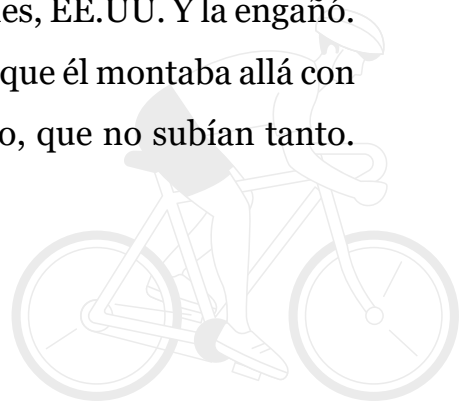 es, EE.UU. Y la engañó.
que él montaba allá con
o, que no subían tanto.